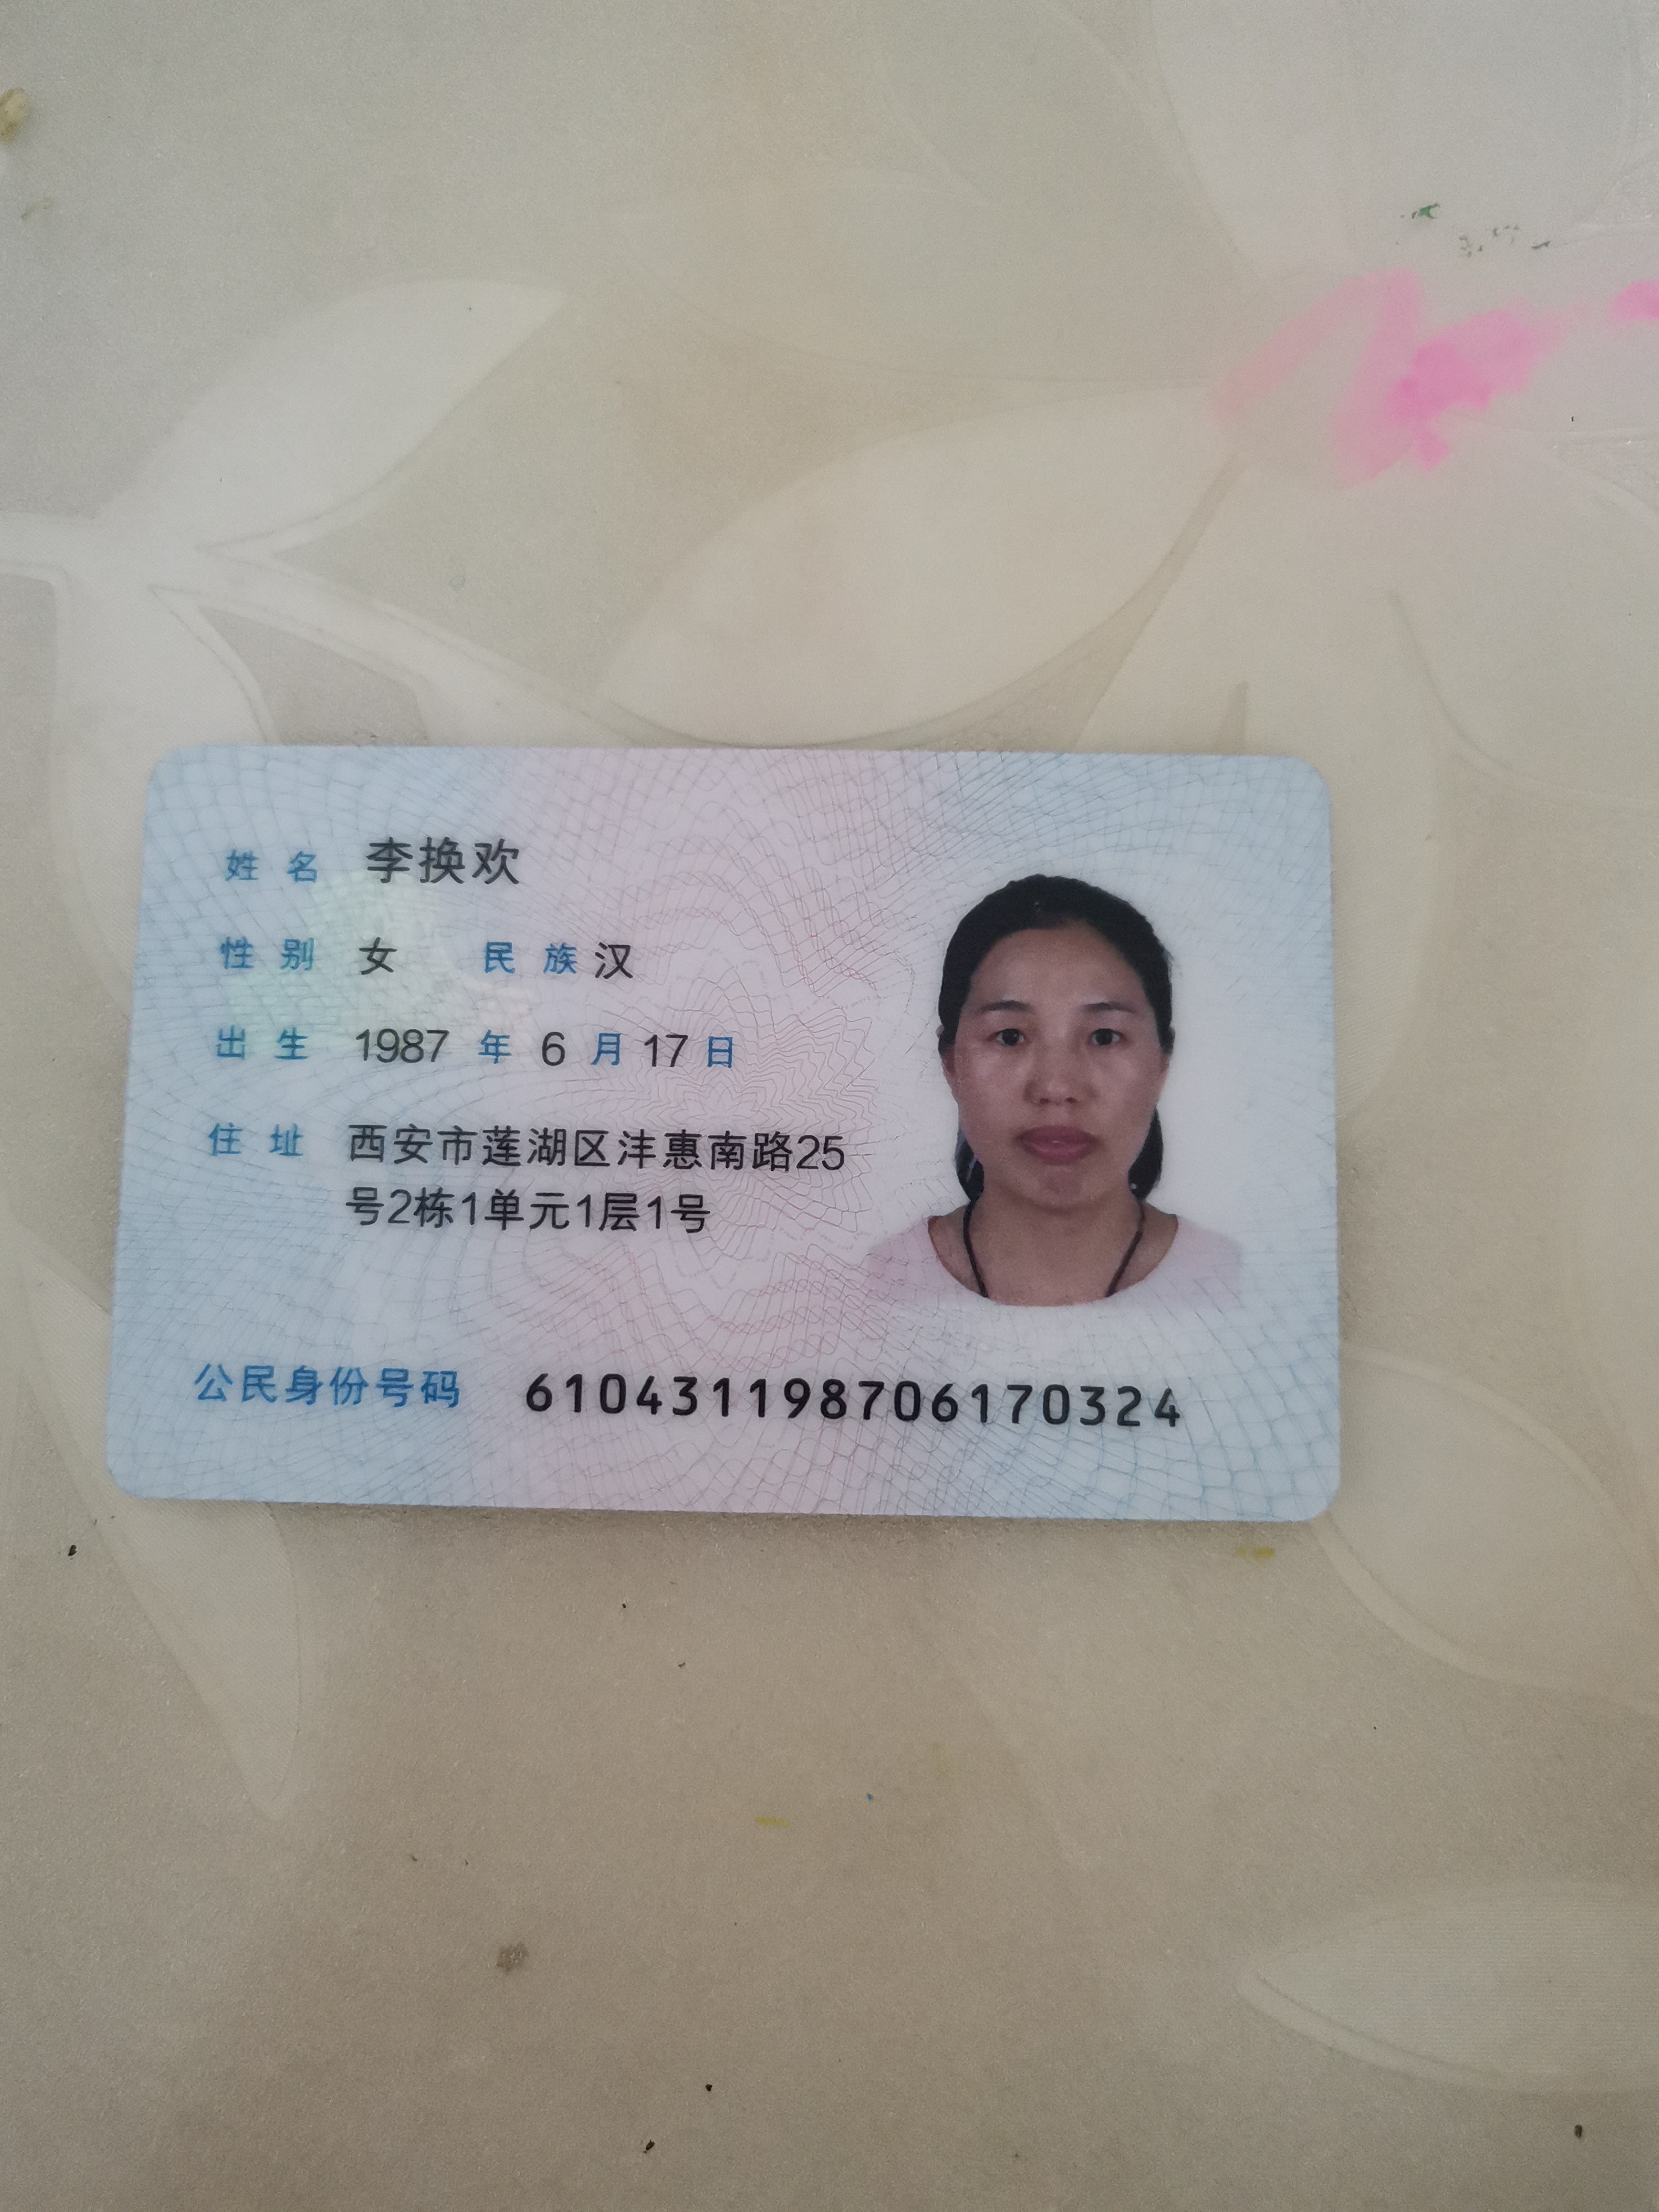 姓名 李换欢
性别 女 民族 汉
出生 1987 年 6 月 17 日
住址 西安市莲湖区沣惠南路25
号2栋1单元1层1号
公民身份号码 610431198706170324